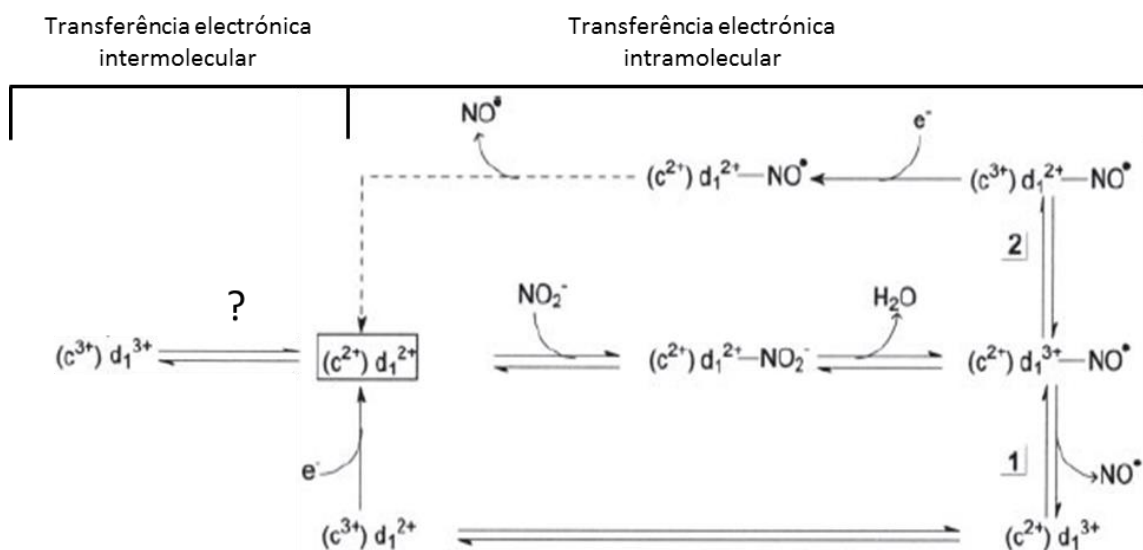 Transferência electrónica
intermolecular
Transferência electrónica
intramolecular
NO•
e⁻
(c²⁺) d₁²⁺—NO•
(c³⁺) d₁²⁺—NO•
2
?
NO₂⁻
H₂O
(c³⁺) d₁³⁺
(c²⁺) d₁²⁺
(c²⁺) d₁²⁺—NO₂⁻
(c²⁺) d₁³⁺—NO•
e⁻
1
NO•
(c³⁺) d₁²⁺
(c²⁺) d₁³⁺